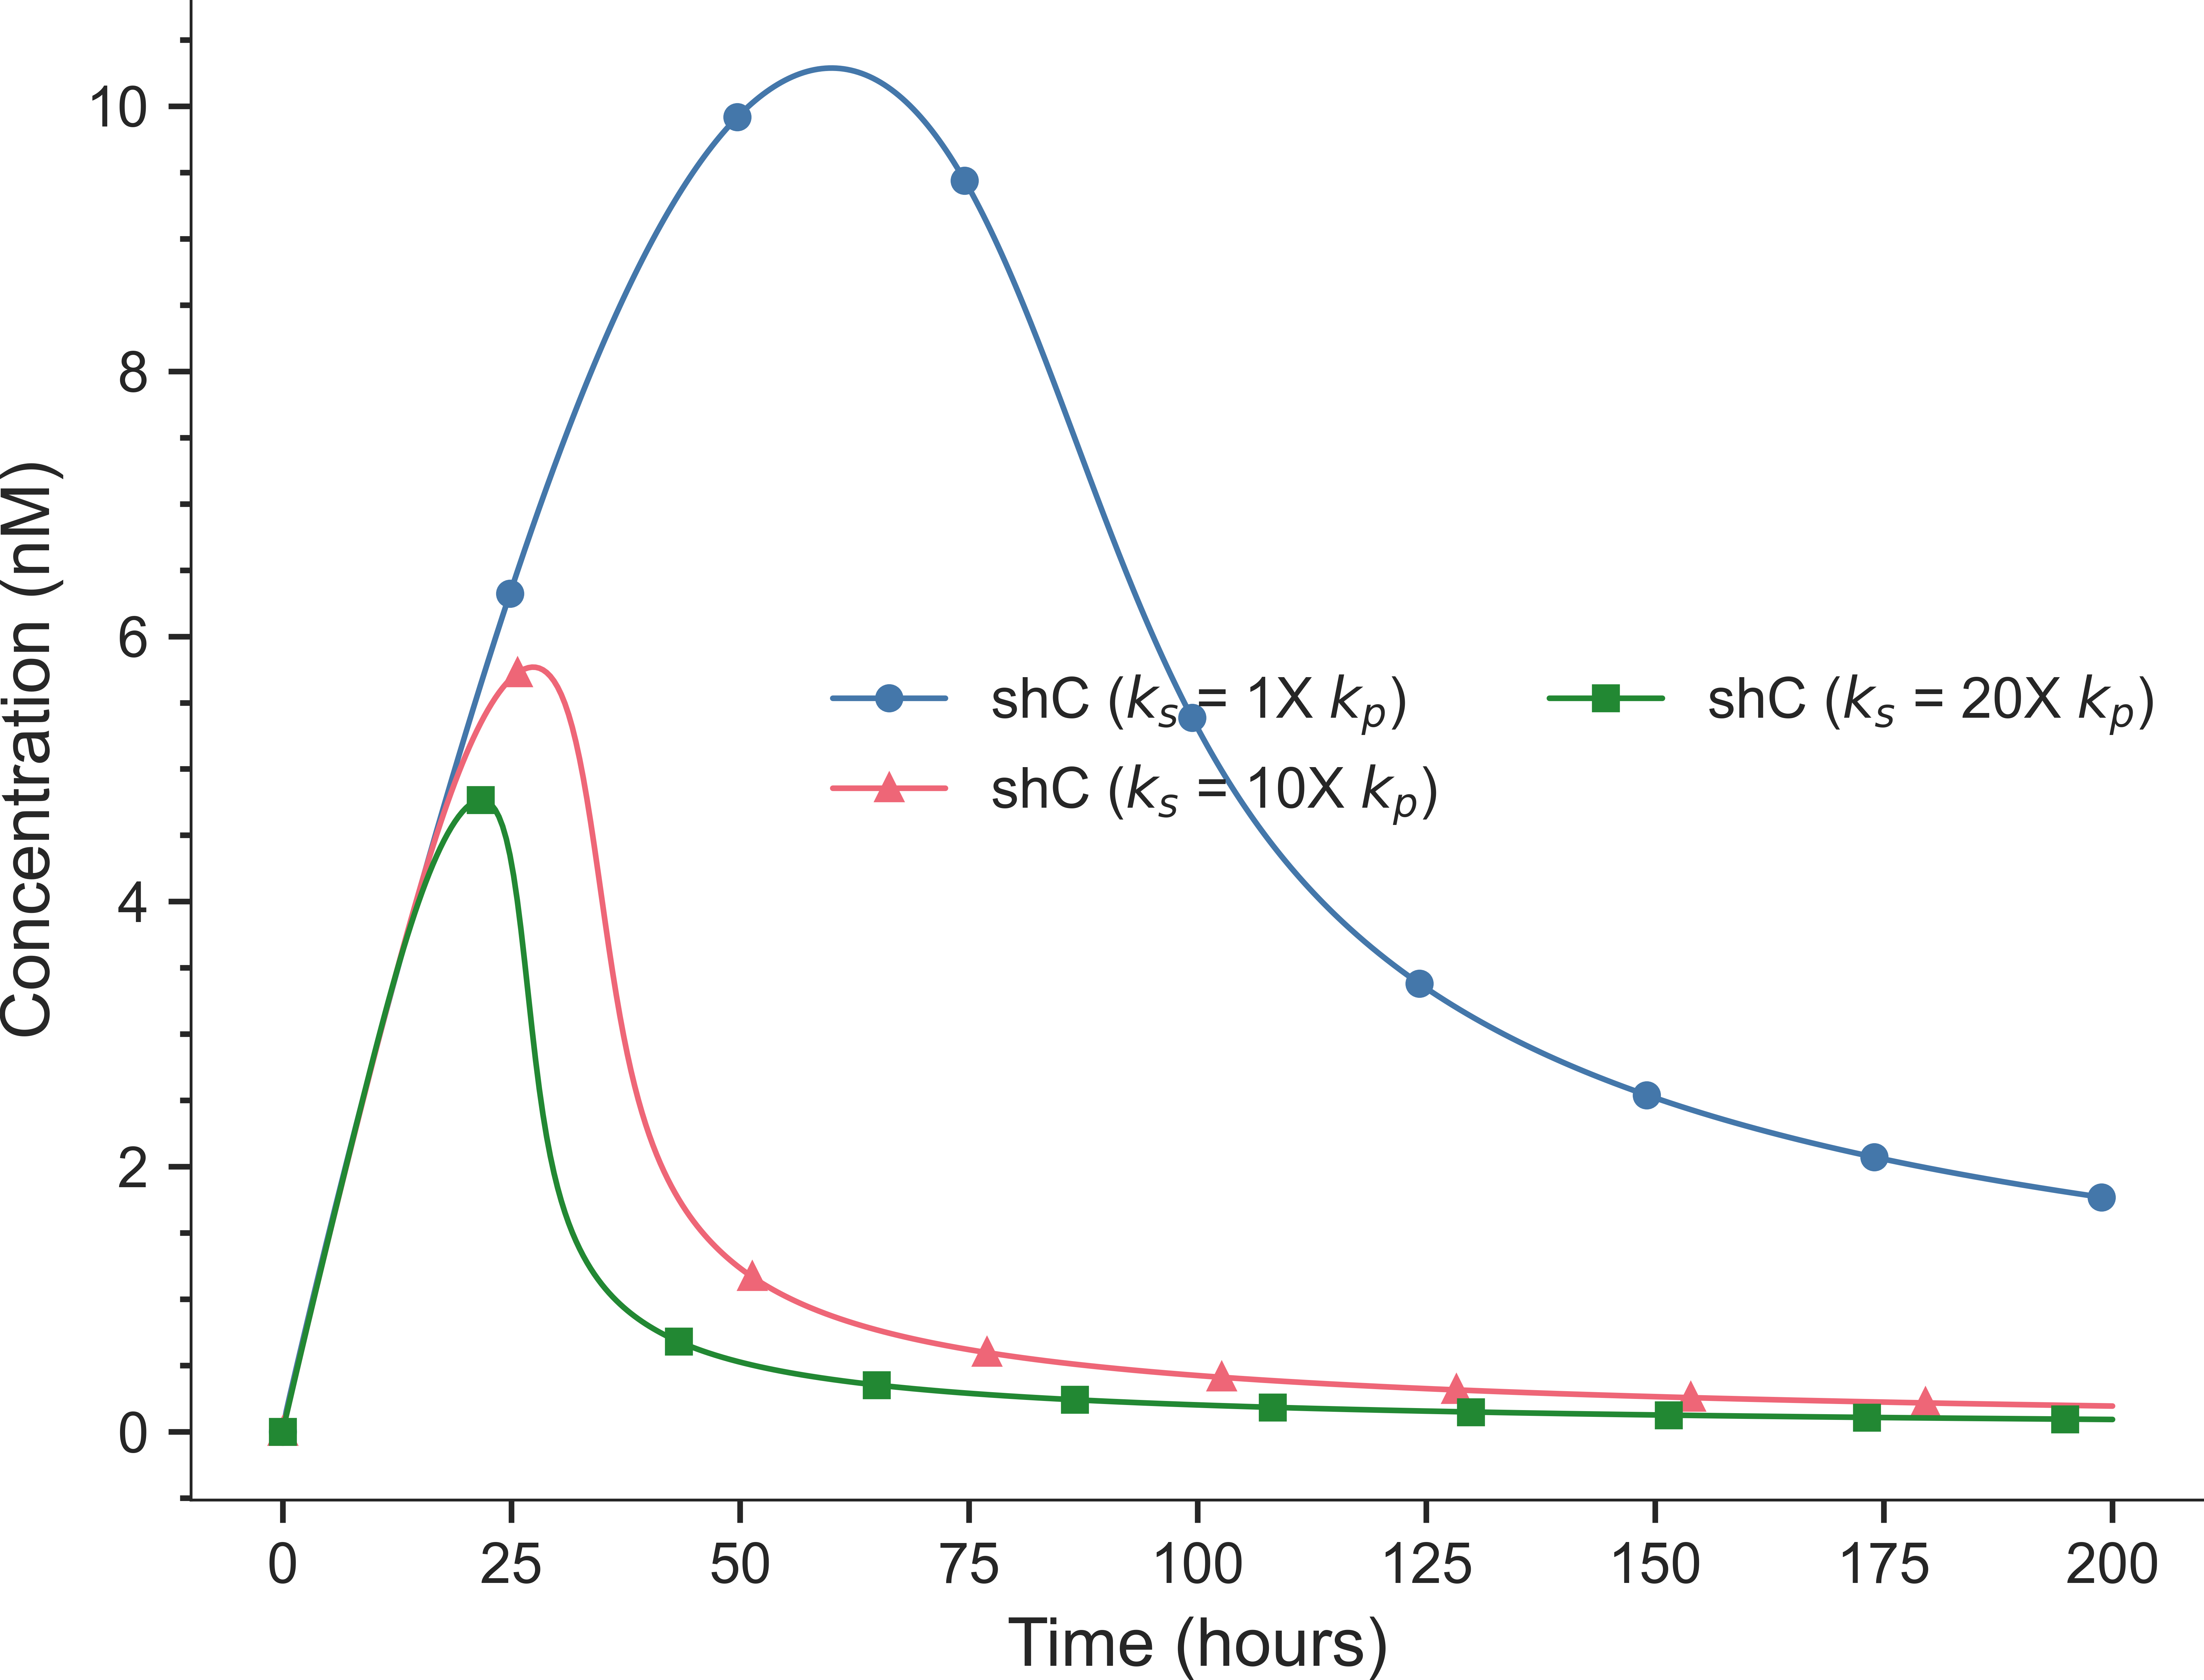 Concentration (nM)
10
8
6
4
2
0
shC (kₛ = 1X kₚ)
shC (kₛ = 10X kₚ)
shC (kₛ = 20X kₚ)
0 25 50 75 100 125 150 175 200
Time (hours)